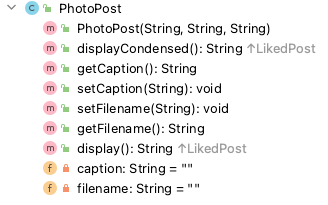 C PhotoPost
m PhotoPost(String, String, String)
m displayCondensed(): String ↑LikedPost
m getCaption(): String
m setCaption(String): void
m setFilename(String): void
m getFilename(): String
m display(): String ↑LikedPost
f caption: String = ""
f filename: String = ""